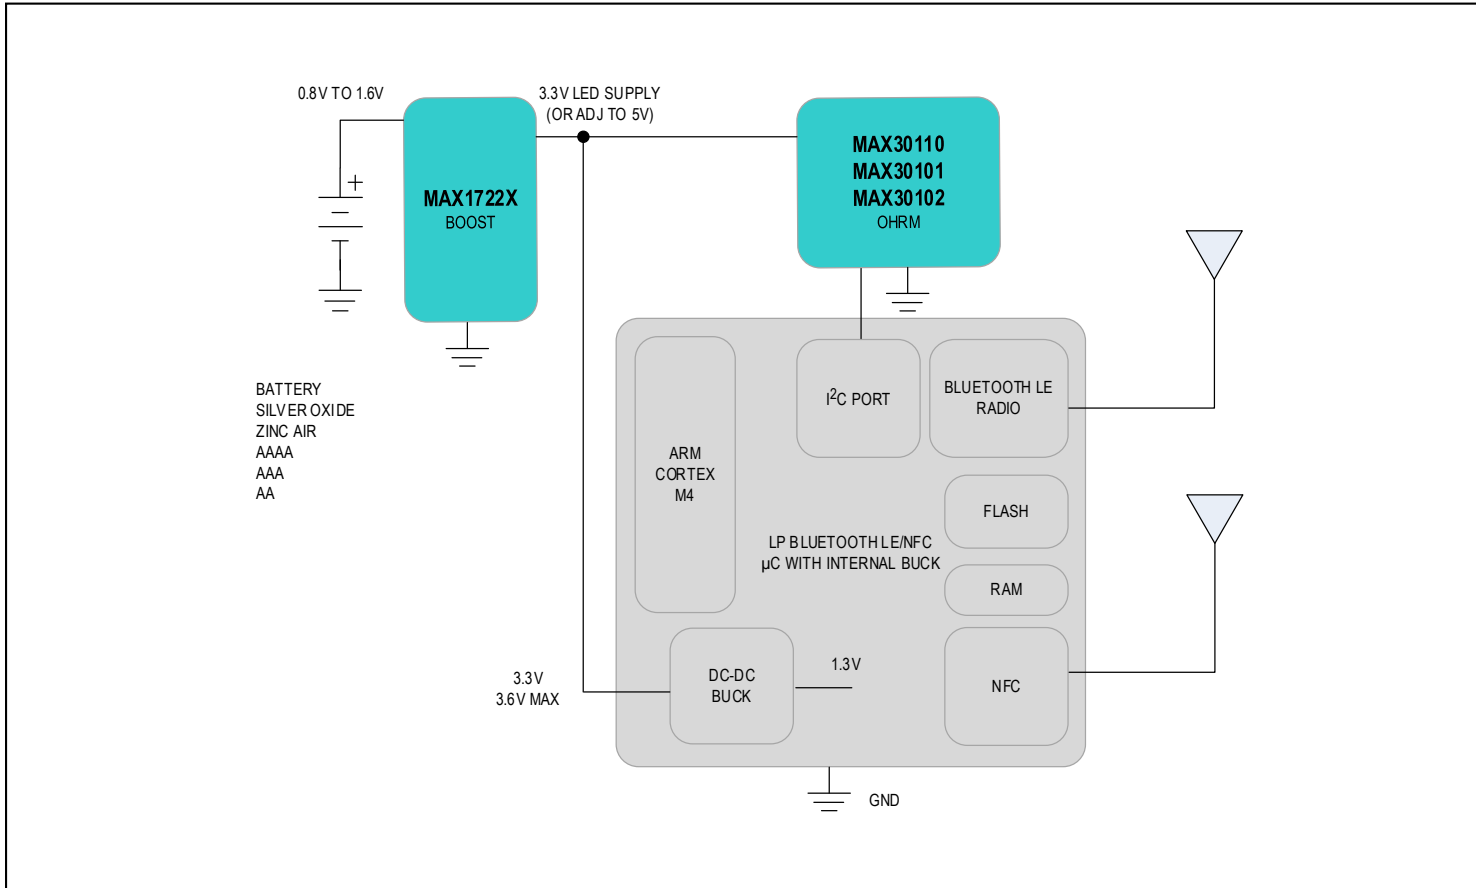 0.8V TO 1.6V
3.3V LED SUPPLY
(OR ADJ TO 5V)
+
MAX1722X
BOOST
MAX30110
MAX30101
MAX30102
OHRM
BATTERY
SILVER OXIDE
ZINC AIR
AAAA
AAA
AA
ARM
CORTEX
M4
I²C PORT
BLUETOOTH LE
RADIO
FLASH
LP BLUETOOTH LE/NFC
µC WITH INTERNAL BUCK
RAM
3.3V
3.6V MAX
DC-DC
BUCK
1.3V
NFC
GND